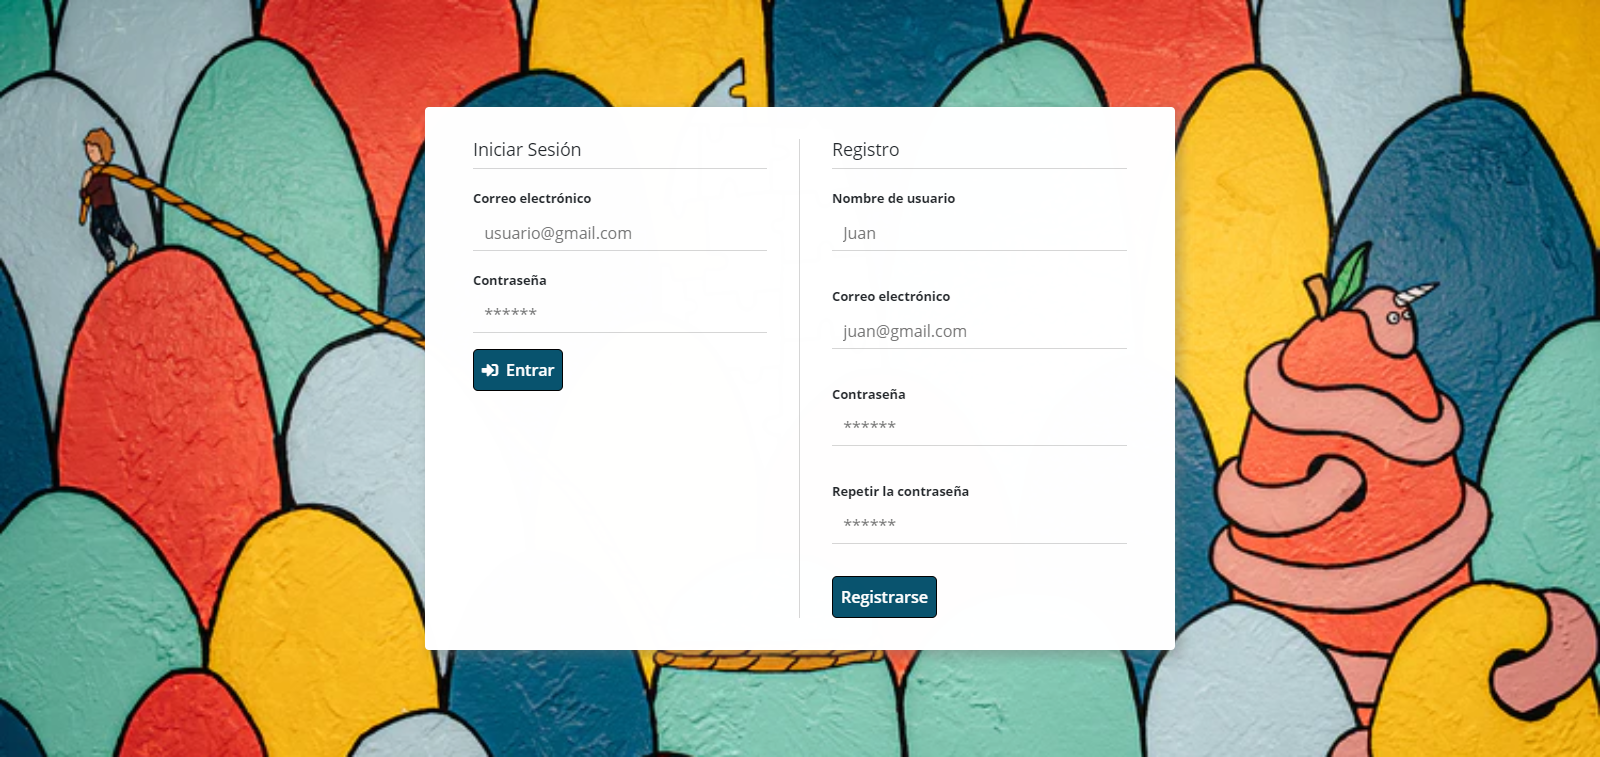 Iniciar Sesión
Correo electrónico
usuario@gmail.com
Contraseña
******
Entrar
Registro
Nombre de usuario
Juan
Correo electrónico
juan@gmail.com
Contraseña
******
Repetir la contraseña
******
Registrarse